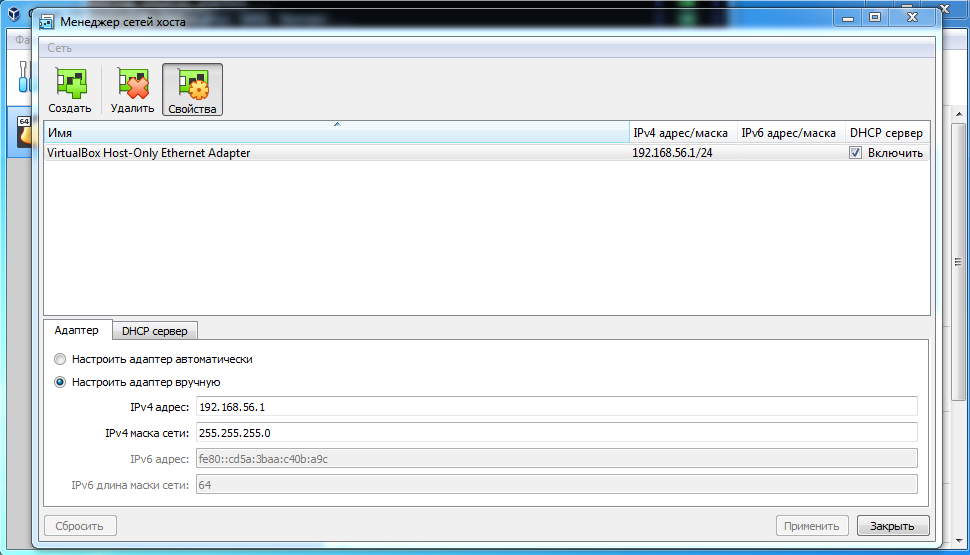 Менеджер сетей хоста
Фа
Сеть
64
Создать
Удалить
Свойства
Имя IPv4 адрес/маска IPv6 адрес/маска DHCP сервер
VirtualBox Host-Only Ethernet Adapter 192.168.56.1/24 Включить
Адаптер DHCP сервер
Настроить адаптер автоматически
Настроить адаптер вручную
IPv4 адрес: 192.168.56.1
IPv4 маска сети: 255.255.255.0
IPv6 адрес: fe80::cd5a:3baa:c40b:a9c
IPv6 длина маски сети: 64
Сбросить Применить Закрыть